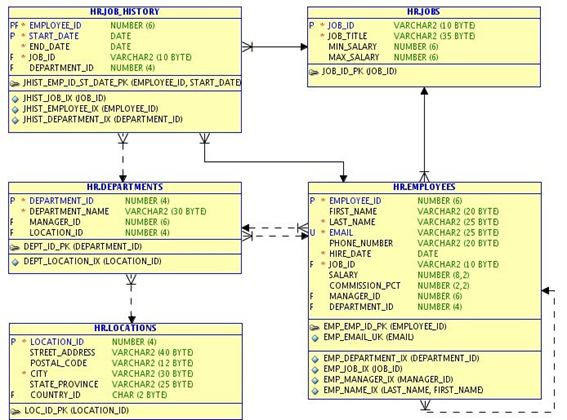 HR.JOB_HISTORY
PF * EMPLOYEE_ID NUMBER (6)
P * START_DATE DATE
* END_DATE DATE
F * JOB_ID VARCHAR2 (10 BYTE)
F DEPARTMENT_ID NUMBER (4)
JHIST_EMP_ID_ST_DATE_PK (EMPLOYEE_ID, START_DATE)
JHIST_JOB_IX (JOB_ID)
JHIST_EMPLOYEE_IX (EMPLOYEE_ID)
JHIST_DEPARTMENT_IX (DEPARTMENT_ID)
HR.JOBS
P * JOB_ID VARCHAR2 (10 BYTE)
* JOB_TITLE VARCHAR2 (35 BYTE)
MIN_SALARY NUMBER (6)
MAX_SALARY NUMBER (6)
JOB_ID_PK (JOB_ID)
HR.DEPARTMENTS
P * DEPARTMENT_ID NUMBER (4)
* DEPARTMENT_NAME VARCHAR2 (30 BYTE)
F MANAGER_ID NUMBER (6)
F LOCATION_ID NUMBER (4)
DEPT_ID_PK (DEPARTMENT_ID)
DEPT_LOCATION_IX (LOCATION_ID)
HR.EMPLOYEES
P * EMPLOYEE_ID NUMBER (6)
FIRST_NAME VARCHAR2 (20 BYTE)
* LAST_NAME VARCHAR2 (25 BYTE)
U * EMAIL VARCHAR2 (25 BYTE)
PHONE_NUMBER VARCHAR2 (20 BYTE)
* HIRE_DATE DATE
F * JOB_ID VARCHAR2 (10 BYTE)
SALARY NUMBER (8,2)
COMMISSION_PCT NUMBER (2,2)
F MANAGER_ID NUMBER (6)
F DEPARTMENT_ID NUMBER (4)
EMP_EMP_ID_PK (EMPLOYEE_ID)
EMP_EMAIL_UK (EMAIL)
EMP_DEPARTMENT_IX (DEPARTMENT_ID)
EMP_JOB_IX (JOB_ID)
EMP_MANAGER_IX (MANAGER_ID)
EMP_NAME_IX (LAST_NAME, FIRST_NAME)
HR.LOCATIONS
P * LOCATION_ID NUMBER (4)
STREET_ADDRESS VARCHAR2 (40 BYTE)
POSTAL_CODE VARCHAR2 (12 BYTE)
* CITY VARCHAR2 (30 BYTE)
STATE_PROVINCE VARCHAR2 (25 BYTE)
F COUNTRY_ID CHAR (2 BYTE)
LOC_ID_PK (LOCATION_ID)